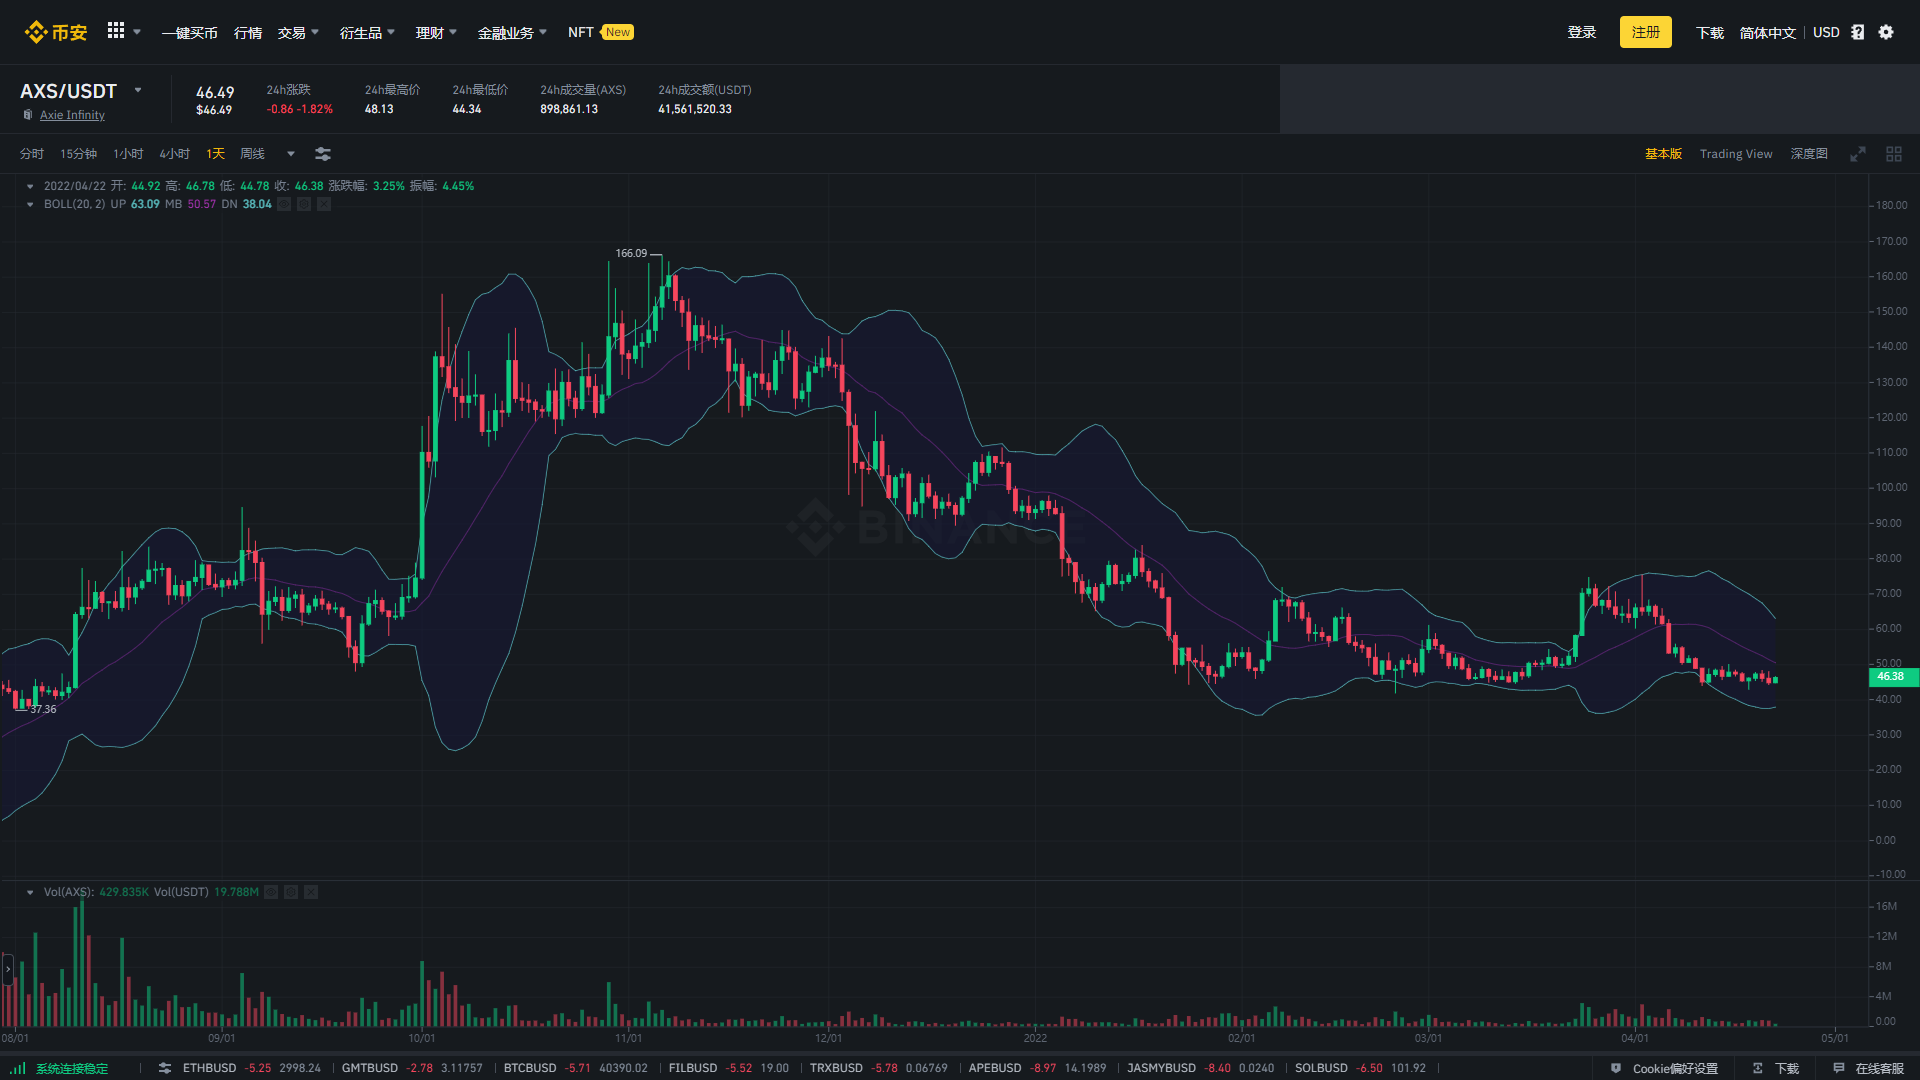 币安 一键买币 行情 交易 衍生品 理财 金融业务 NFT New 登录 注册 下载 简体中文 USD
AXS/USDT
Axie Infinity
46.49
$46.49
24h涨跌
-0.86 -1.82%
24h最高价
48.13
24h最低价
44.34
24h成交量(AXS)
898,861.13
24h成交额(USDT)
41,561,520.33
分时 15分钟 1小时 4小时 1天 周线 基本版 Trading View 深度图
2022/04/22 开: 44.92 高: 46.78 低: 44.78 收: 46.38 涨跌幅: 3.25% 振幅: 4.45%
BOLL(20, 2) UP 63.09 MB 50.57 DN 38.04
180.00
170.00
166.09
160.00
150.00
140.00
130.00
120.00
110.00
100.00
90.00
BINANCE
80.00
70.00
60.00
50.00
46.38
40.00
37.36
30.00
20.00
10.00
0.00
-10.00
Vol(AXS): 429.835K Vol(USDT) 19.788M
16M
12M
8M
4M
0.00
08/01 09/01 10/01 11/01 12/01 2022 02/01 03/01 04/01 05/01
系统连接稳定 ETHBUSD -5.25 2998.24 GMTBUSD -2.78 3.11757 BTCBUSD -5.71 40390.02 FILBUSD -5.52 19.00 TRXBUSD -5.78 0.06769 APEBUSD -8.97 14.1989 JASMYBUSD -8.40 0.0240 SOLBUSD -6.50 101.92 Cookie偏好设置 下载 在线客服